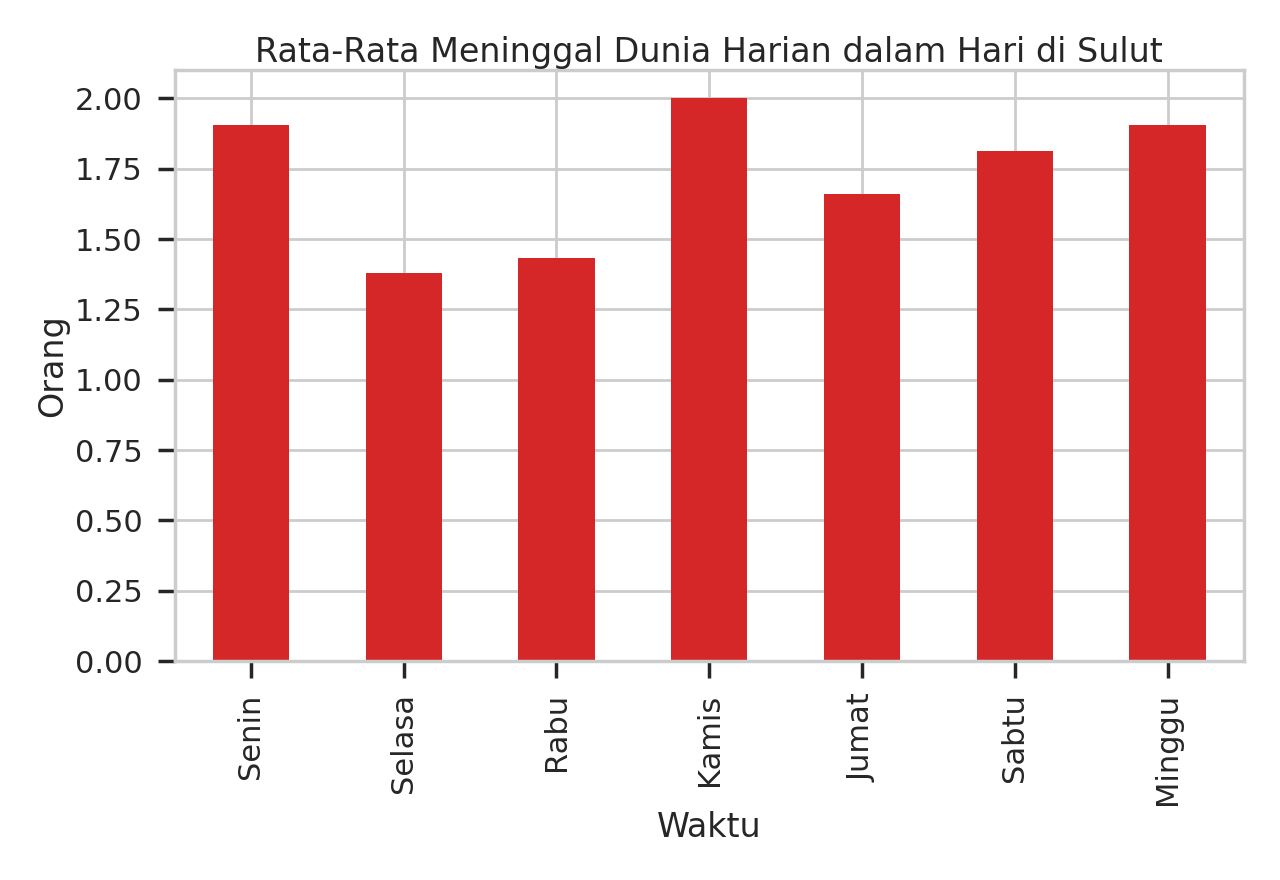 Rata-Rata Meninggal Dunia Harian dalam Hari di Sulut
2.00
1.75
1.50
1.25
1.00
0.75
0.50
0.25
0.00
Orang
Senin
Selasa
Rabu
Kamis
Jumat
Sabtu
Minggu
Waktu